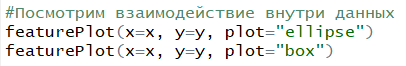 #Посмотрим взаимодействие внутри данных
featurePlot(x=x, y=y, plot="ellipse")
featurePlot(x=x, y=y, plot="box")